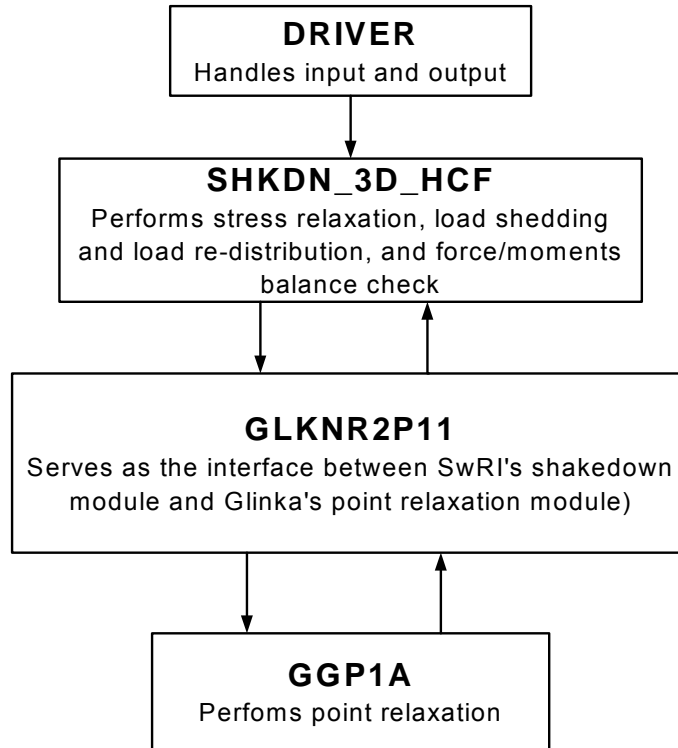 DRIVER
Handles input and output
SHKDN_3D_HCF
Performs stress relaxation, load shedding
and load re-distribution, and force/moments
balance check
GLKNR2P11
Serves as the interface between SwRI's shakedown
module and Glinka's point relaxation module)
GGP1A
Perfoms point relaxation